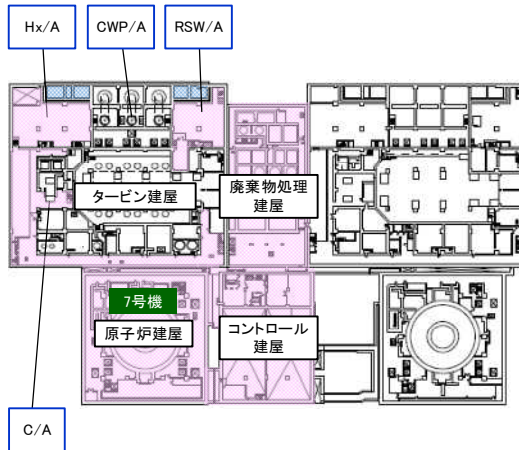 Hx/A
CWP/A
RSW/A
タービン建屋
廃棄物処理
建屋
7号機
原子炉建屋
コントロール
建屋
C/A